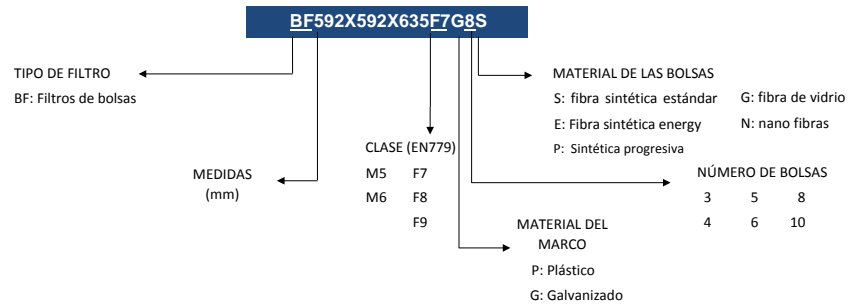 BF592X592X635F7G8S
TIPO DE FILTRO
BF: Filtros de bolsas
MEDIDAS
(mm)
CLASE (EN779)
M5 F7
M6 F8
F9
MATERIAL DEL
MARCO
P: Plástico
G: Galvanizado
MATERIAL DE LAS BOLSAS
S: fibra sintética estándar G: fibra de vidrio
E: Fibra sintética energy N: nano fibras
P: Sintética progresiva
NÚMERO DE BOLSAS
3 5 8
4 6 10